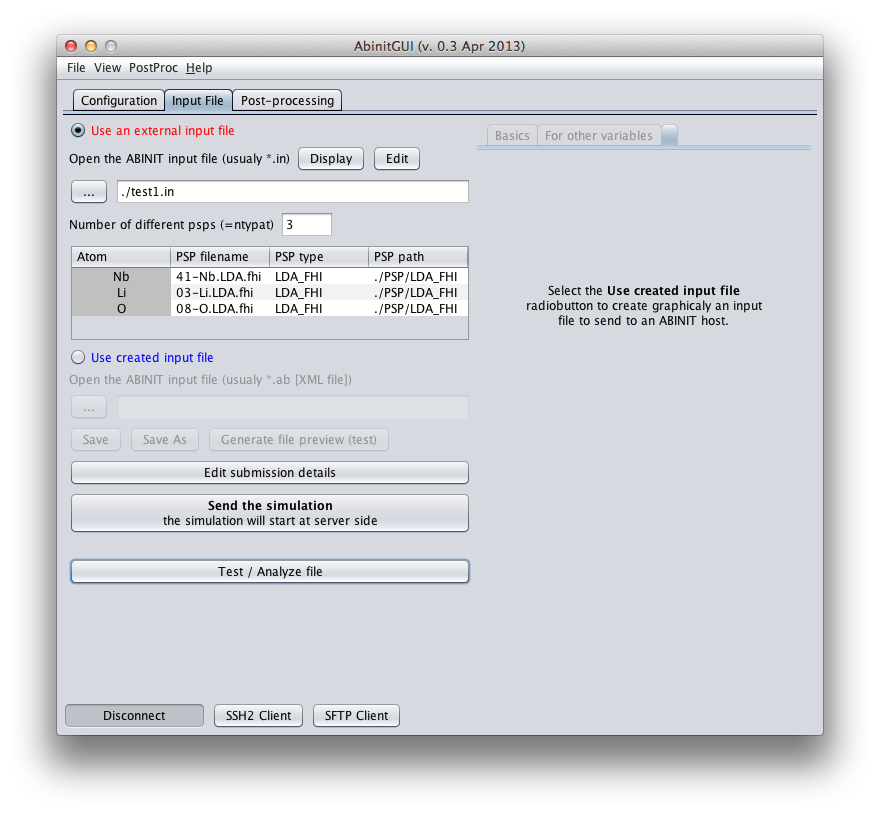 AbinitGUI (v. 0.3 Apr 2013)
File View PostProc Help
Configuration Input File Post-processing
Use an external input file
Open the ABINIT input file (usualy *.in) Display Edit
... ./test1.in
Number of different psps (=ntypat) 3
Atom PSP filename PSP type PSP path
Nb 41-Nb.LDA.fhi LDA_FHI ./PSP/LDA_FHI
Li 03-Li.LDA.fhi LDA_FHI ./PSP/LDA_FHI
O 08-O.LDA.fhi LDA_FHI ./PSP/LDA_FHI
Use created input file
Open the ABINIT input file (usualy *.ab [XML file])
...
Save Save As Generate file preview (test)
Edit submission details
Send the simulation
the simulation will start at server side
Test / Analyze file
Basics For other variables
Select the Use created input file
radiobutton to create graphicaly an input
file to send to an ABINIT host.
Disconnect SSH2 Client SFTP Client